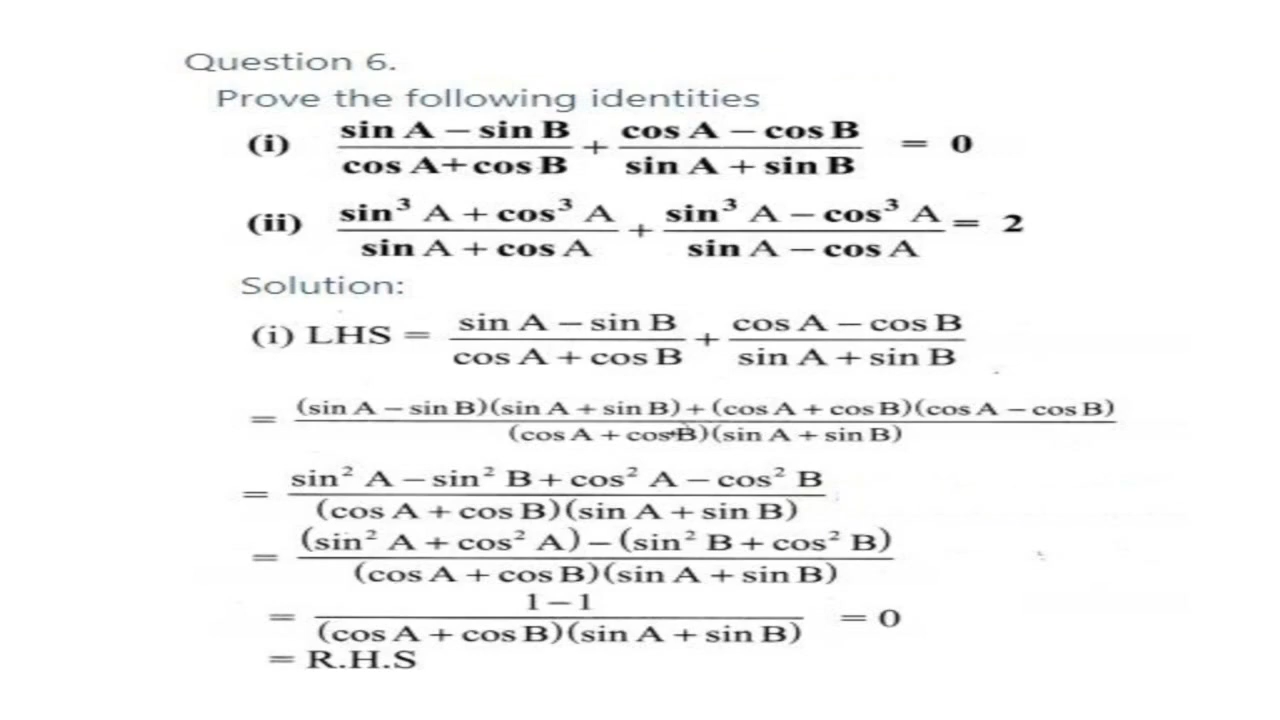 Question 6.
Prove the following identities
(i) (sin A − sin B)/(cos A+cos B) + (cos A − cos B)/(sin A + sin B) = 0
(ii) (sin³ A + cos³ A)/(sin A + cos A) + (sin³ A − cos³ A)/(sin A − cos A) = 2
Solution:
(i) LHS = (sin A − sin B)/(cos A + cos B) + (cos A − cos B)/(sin A + sin B)
= ((sin A − sin B)(sin A + sin B) + (cos A + cos B)(cos A − cos B))/((cos A + cos B)(sin A + sin B))
= (sin² A − sin² B + cos² A − cos² B)/((cos A + cos B)(sin A + sin B))
= ((sin² A + cos² A) − (sin² B + cos² B))/((cos A + cos B)(sin A + sin B))
= (1 − 1)/((cos A + cos B)(sin A + sin B)) = 0
= R.H.S